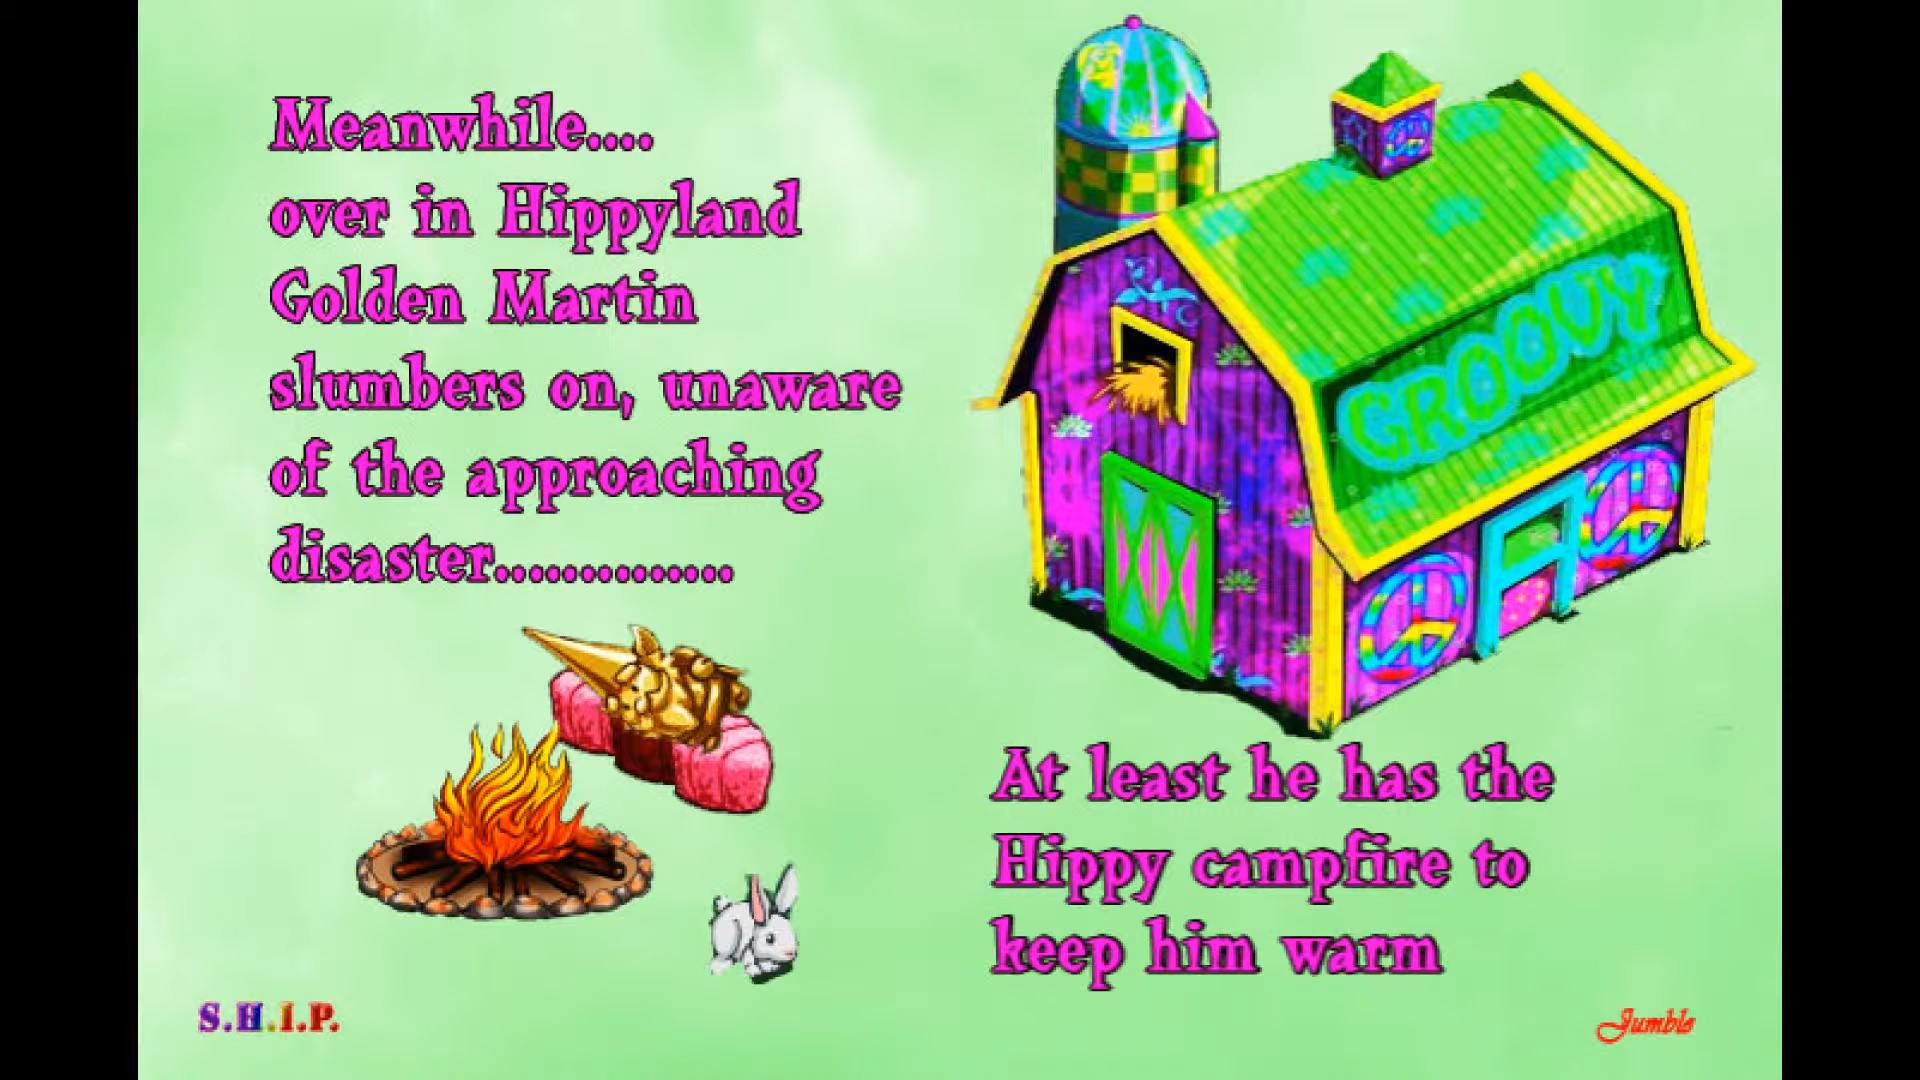 Meanwhile....
over in Hippyland
Golden Martin
slumbers on, unaware
of the approaching
disaster..............
GROOVY
At least he has the
Hippy campfire to
keep him warm
S.H.I.P.
Jumble